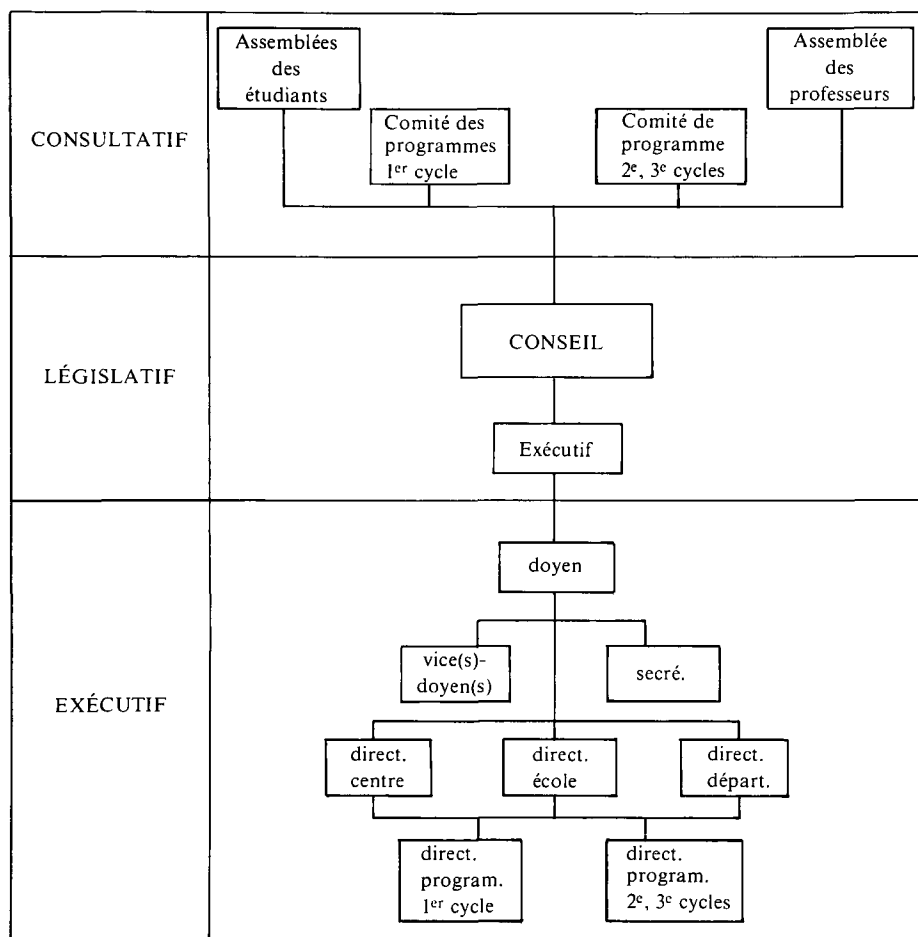 Assemblées
des
étudiants
Assemblée
des
professeurs
CONSULTATIF
Comité des
programmes
1er cycle
Comité de
programme
2e, 3e cycles
LÉGISLATIF
CONSEIL
Exécutif
EXÉCUTIF
doyen
vice(s)-
doyen(s)
secré.
direct.
centre
direct.
école
direct.
départ.
direct.
program.
1er cycle
direct.
program.
2e, 3e cycles